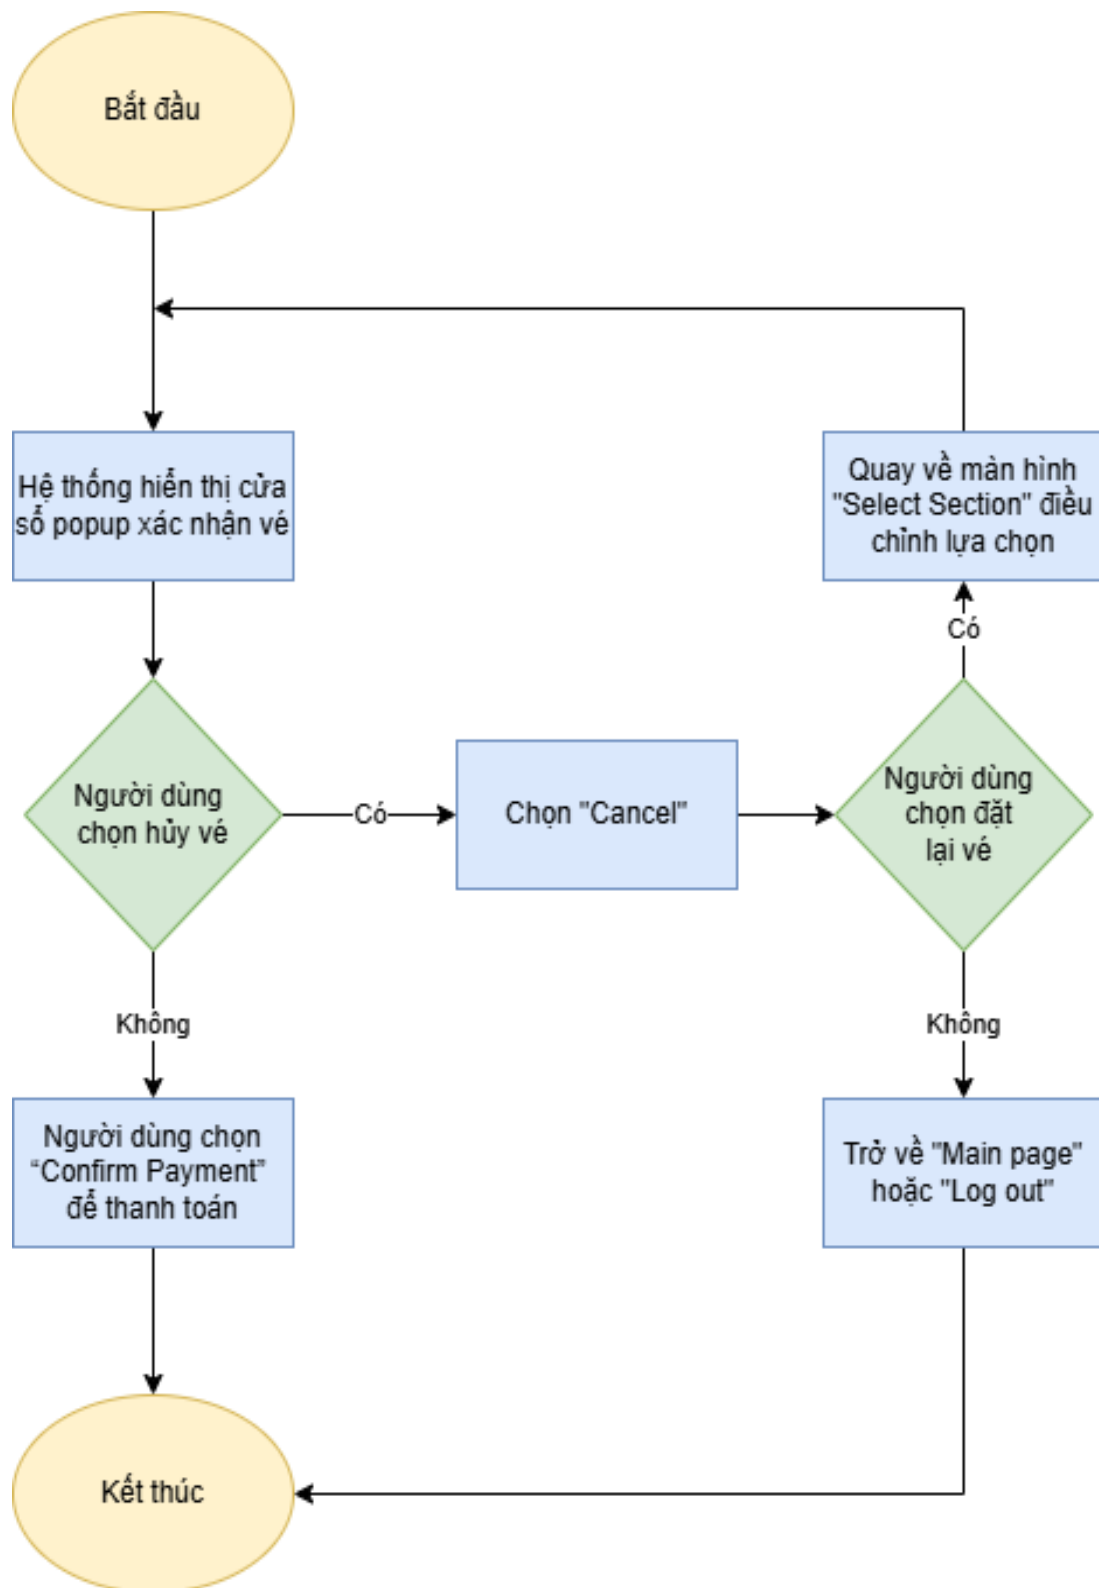 Bắt đầu
Hệ thống hiển thị cửa
sổ popup xác nhận vé
Quay về màn hình
"Select Section" điều
chỉnh lựa chọn
Có
Người dùng
chọn hủy vé
Có
Chọn "Cancel"
Người dùng
chọn đặt
lại vé
Không
Không
Người dùng chọn
“Confirm Payment”
để thanh toán
Trở về "Main page"
hoặc "Log out"
Kết thúc